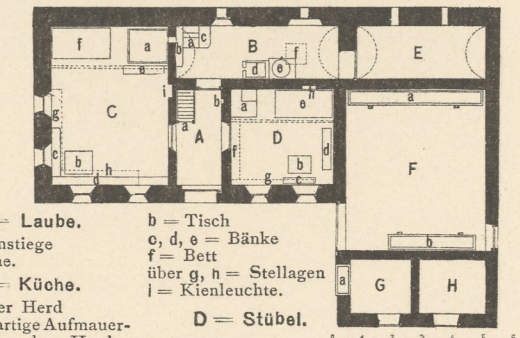 f
a
e
C
i
g
c
b
h
d
b
a
c
B
f
d
e
E
b
A
a
a
h
e
D
f
d
b
g
c
a
F
b
a
G
H
= Laube.
nstiege
ne.
= Küche.
er Herd
artige Aufmauer-
b = Tisch
c, d, e = Bänke
f = Bett
über g, h = Stellagen
i = Kienleuchte.
D = Stübel.